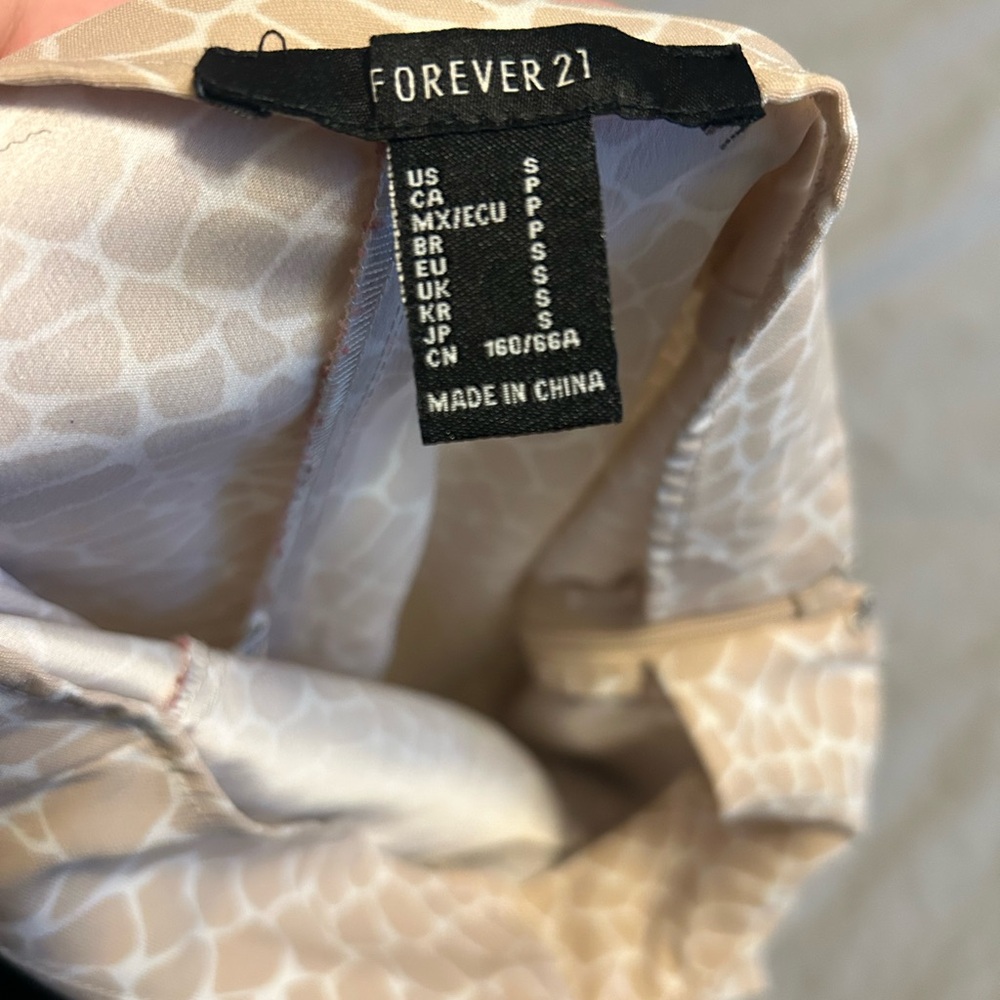 FOREVER 21
US S
CA P
MX/ECU P
BR P
EU S
UK S
KR S
JP S
CN 160/66A
MADE IN CHINA